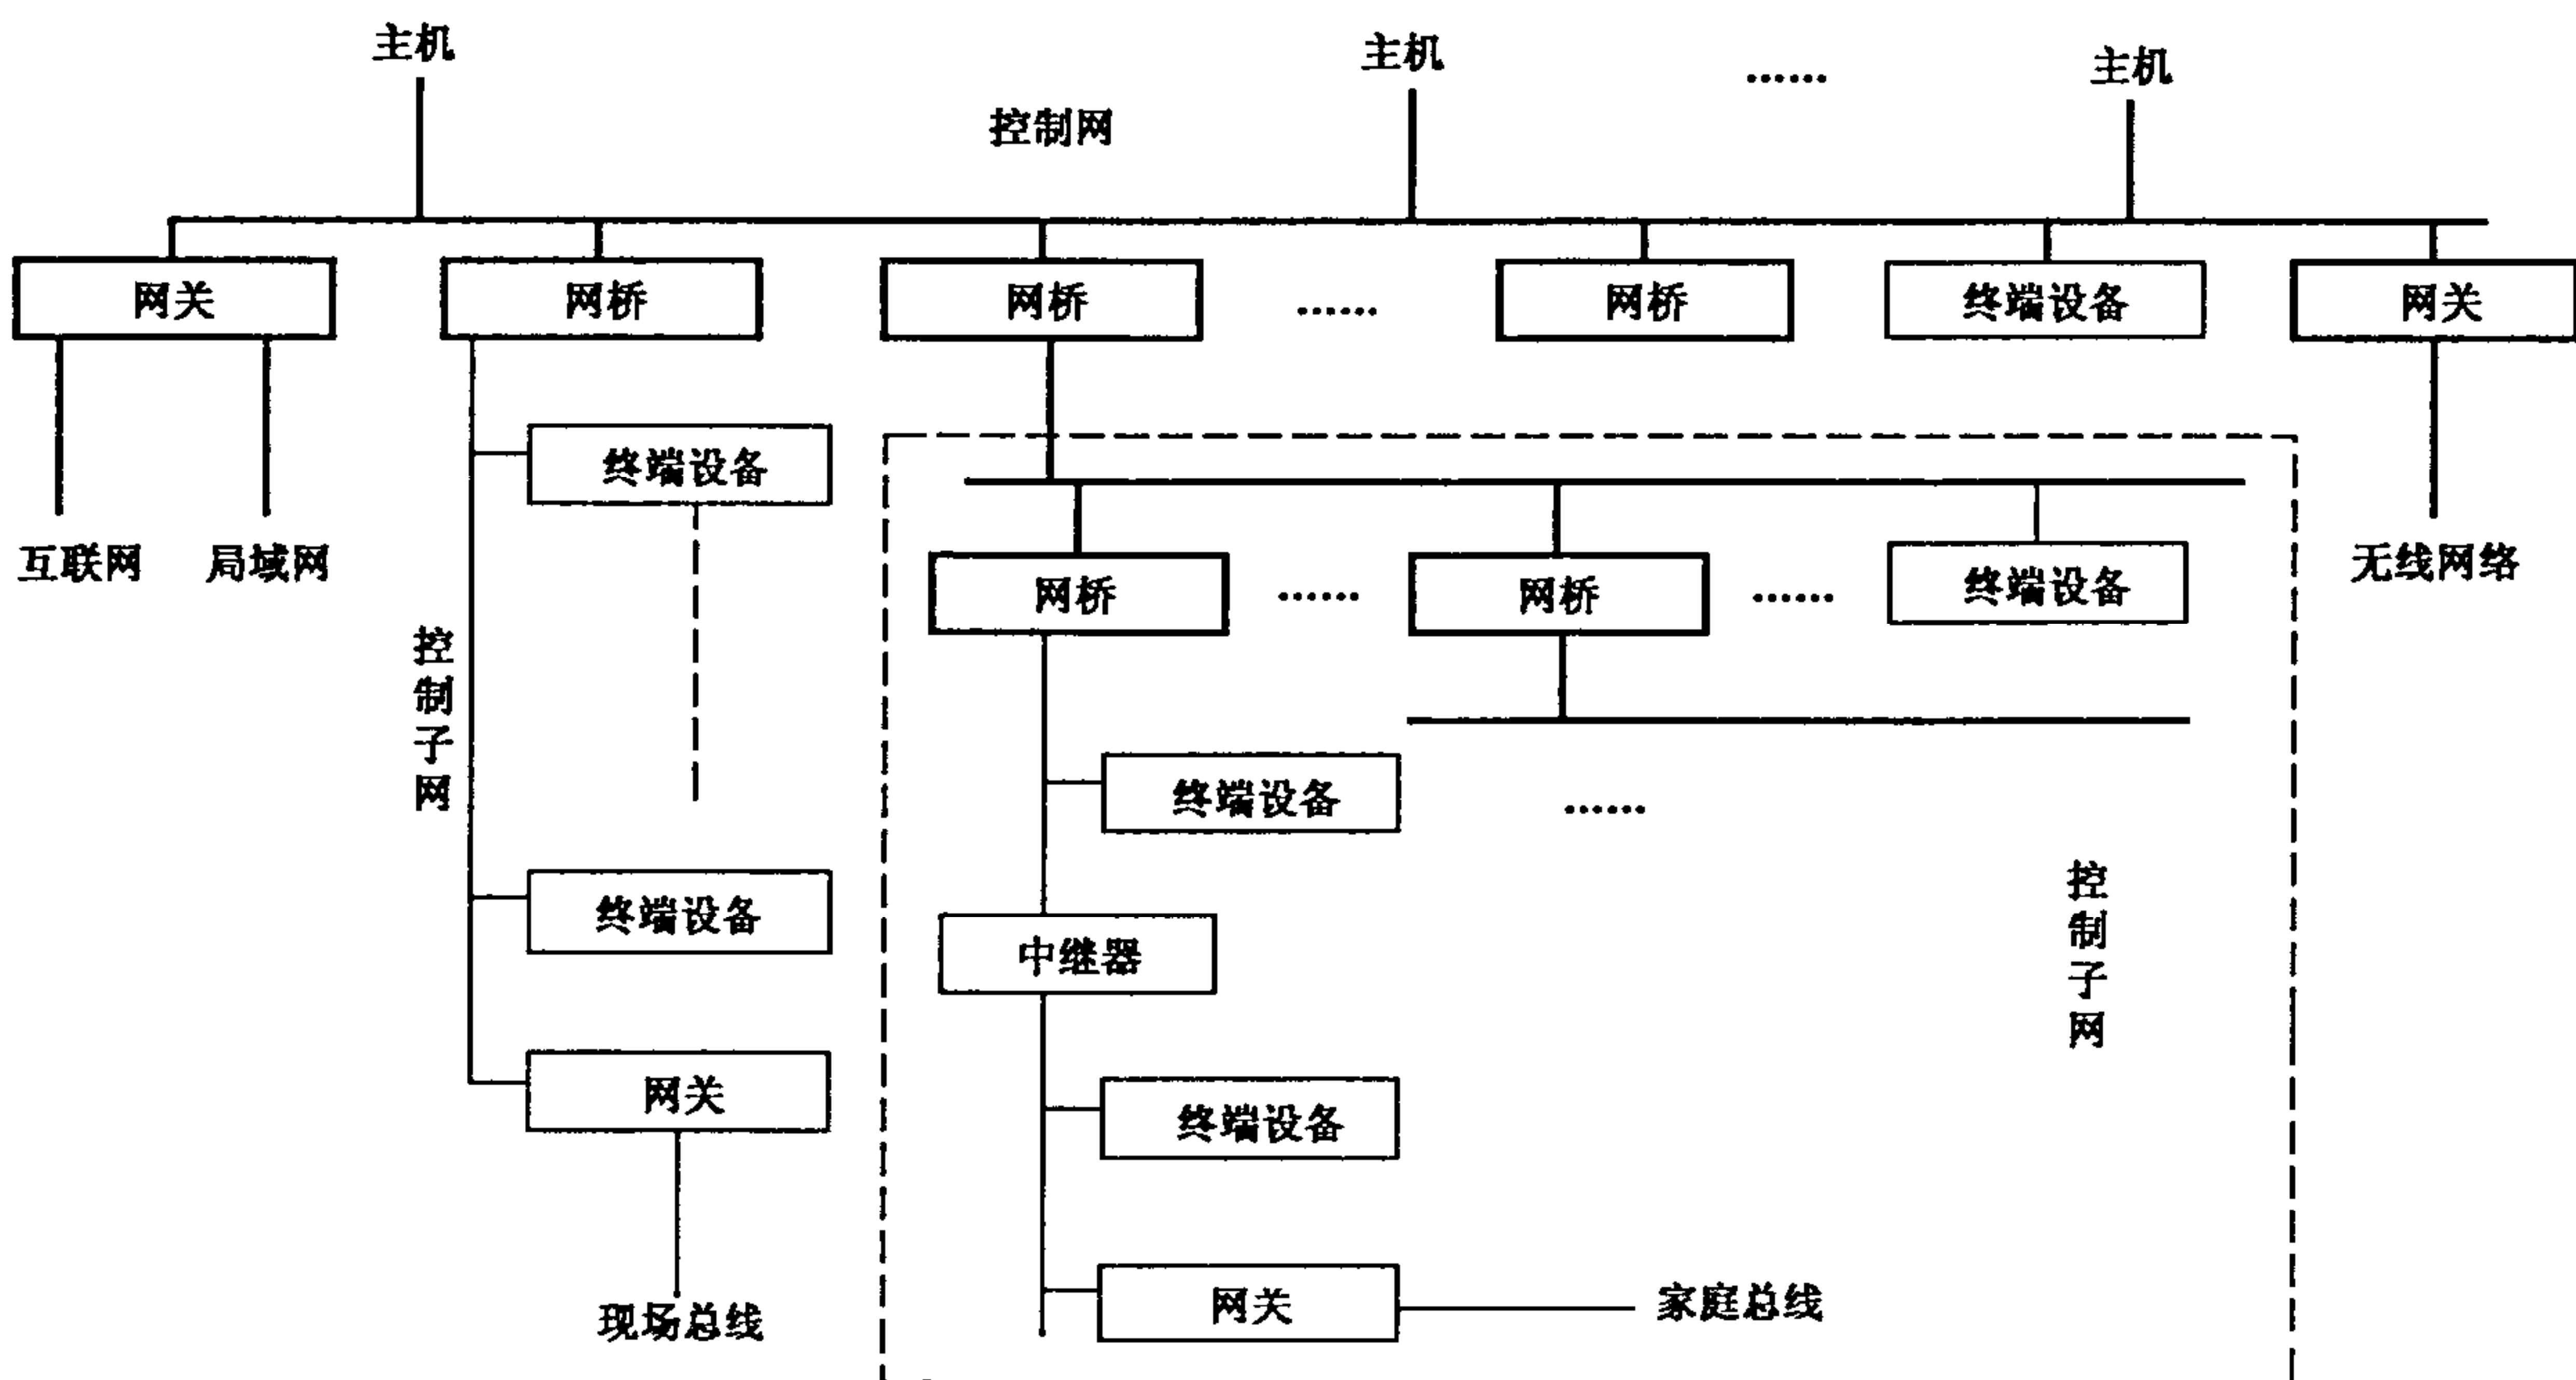 主机
主机
……
主机
控制网
网关
网桥
网桥
……
网桥
终端设备
网关
终端设备
互联网
局域网
网桥
……
网桥
……
终端设备
无线网络
控制子网
终端设备
……
终端设备
中继器
控制子网
网关
终端设备
现场总线
网关
家庭总线